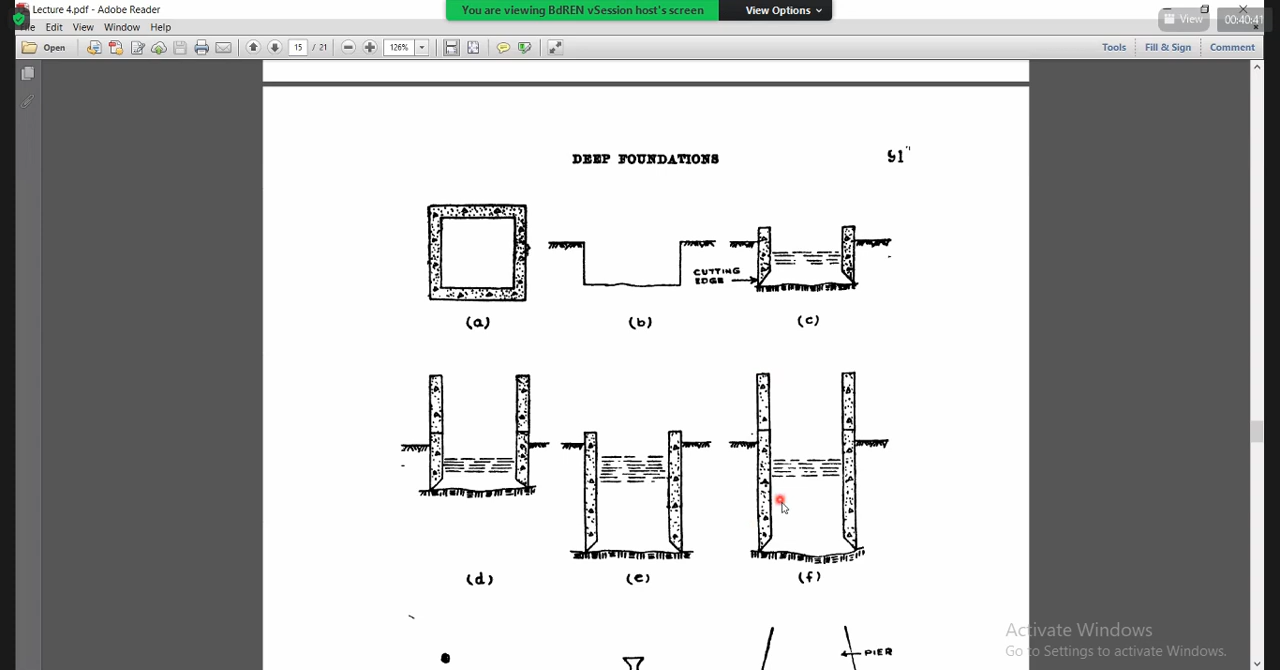 Lecture 4.pdf - Adobe Reader
You are viewing BdREN vSession host's screen
View Options
View
00:40:41
File Edit View Window Help
Open
15 / 21
126%
Tools
Fill & Sign
Comment
DEEP FOUNDATIONS
91
CUTTING
EDGE
(a)
(b)
(c)
(d)
(e)
(f)
PIER
Activate Windows
Go to Settings to activate Windows.